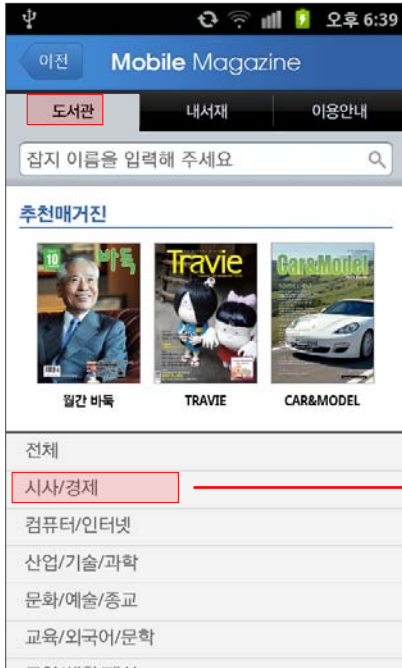 오후 6:39
이전
Mobile Magazine
도서관 내서재 이용안내
잡지 이름을 입력해 주세요
추천매거진
10 바둑
Travie
Car&Model
월간 바둑 TRAVIE CAR&MODEL
전체
시사/경제
컴퓨터/인터넷
산업/기술/과학
문화/예술/종교
교육/외국어/문학